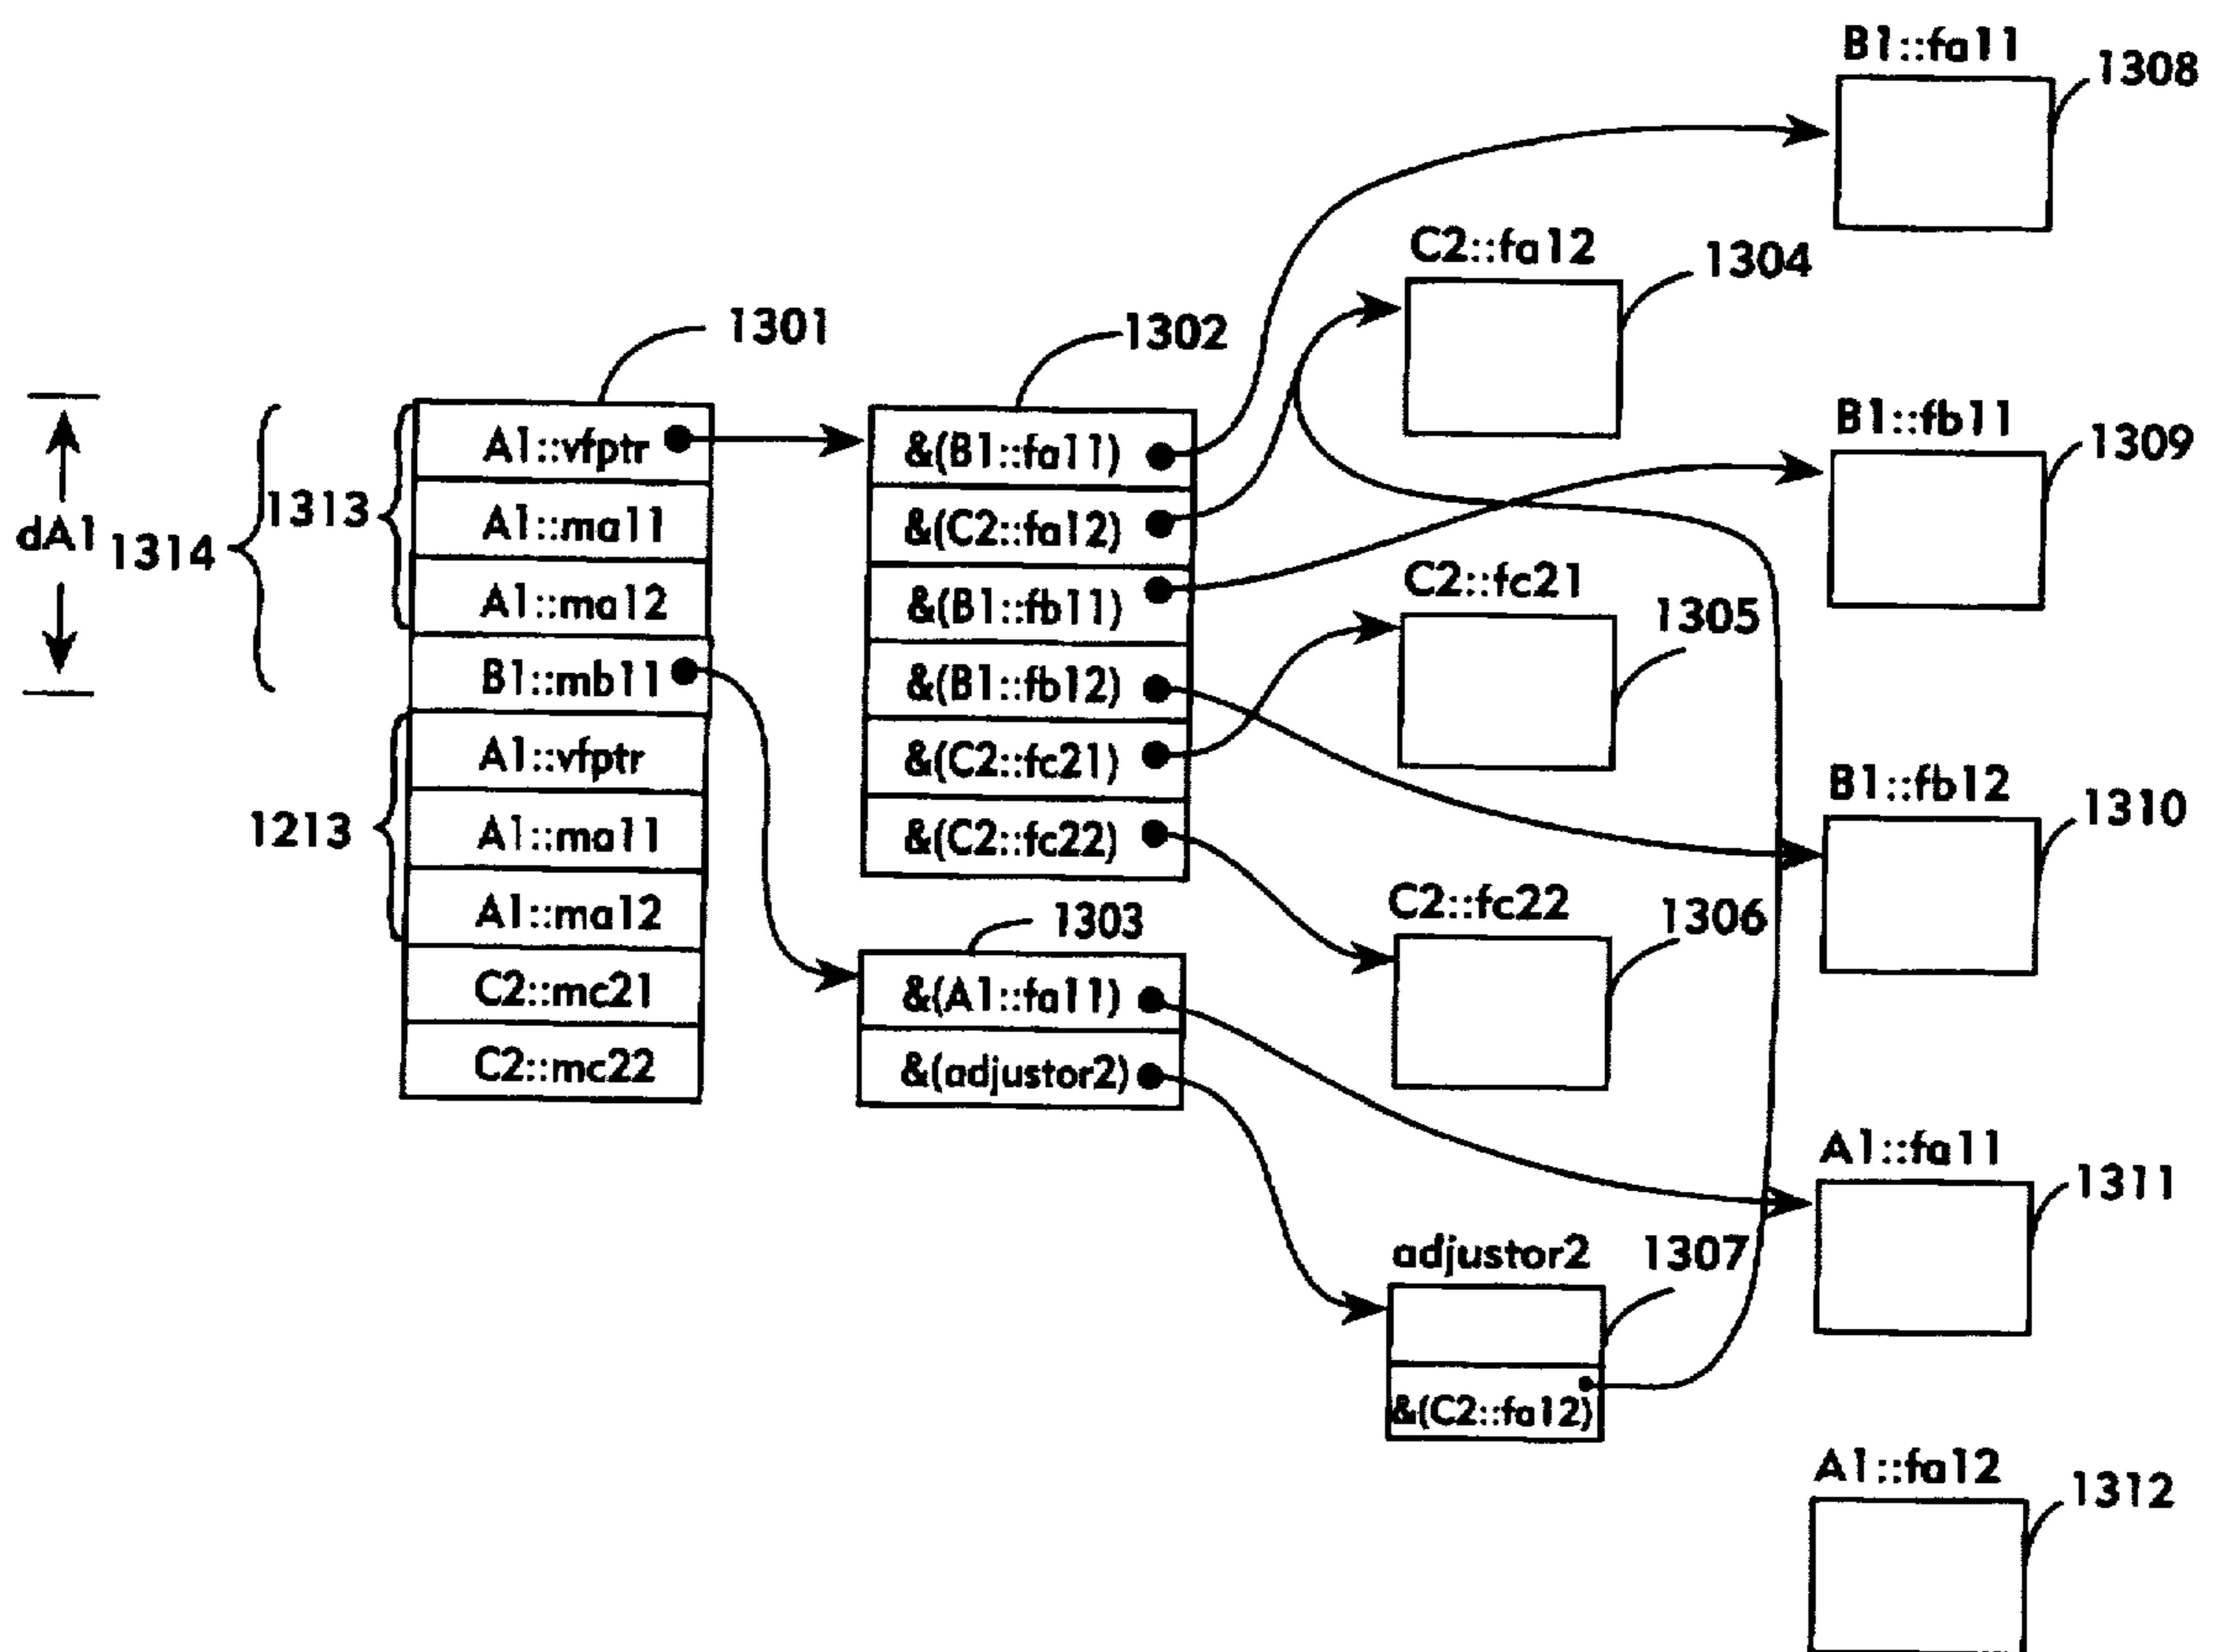 B1::fa11
1308
C2::fa12
1304
1301
1302
B1::fb11
1309
dA1
1314
1313
A1::vfptr
A1::ma11
A1::ma12
B1::mb11
A1::vfptr
A1::ma11
A1::ma12
C2::mc21
C2::mc22
1213
&(B1::fa11)
&(C2::fa12)
&(B1::fb11)
&(B1::fb12)
&(C2::fc21)
&(C2::fc22)
C2::fc21
1305
B1::fb12
1310
C2::fc22
1306
1303
&(A1::fa11)
&(adjustor2)
A1::fa11
1311
adjustor2
1307
&(C2::fa12)
A1::fa12
1312